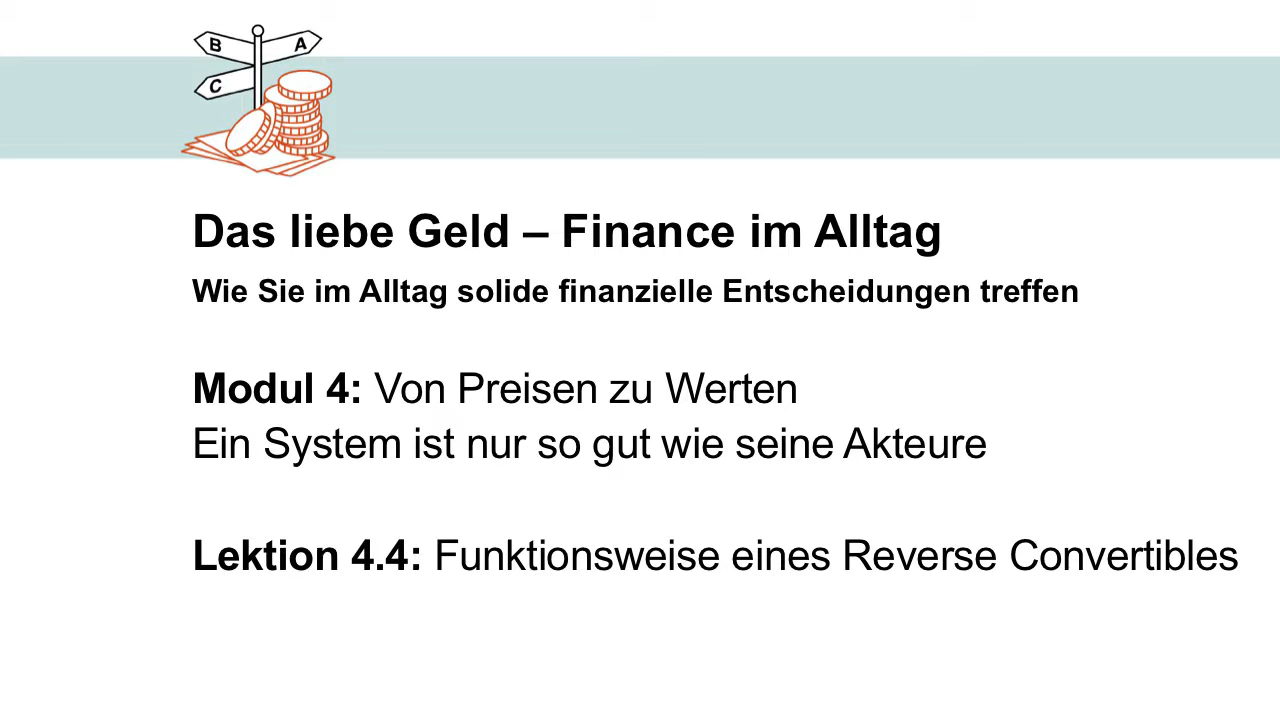 B
A
C
Das liebe Geld – Finance im Alltag
Wie Sie im Alltag solide finanzielle Entscheidungen treffen
Modul 4: Von Preisen zu Werten
Ein System ist nur so gut wie seine Akteure
Lektion 4.4: Funktionsweise eines Reverse Convertibles